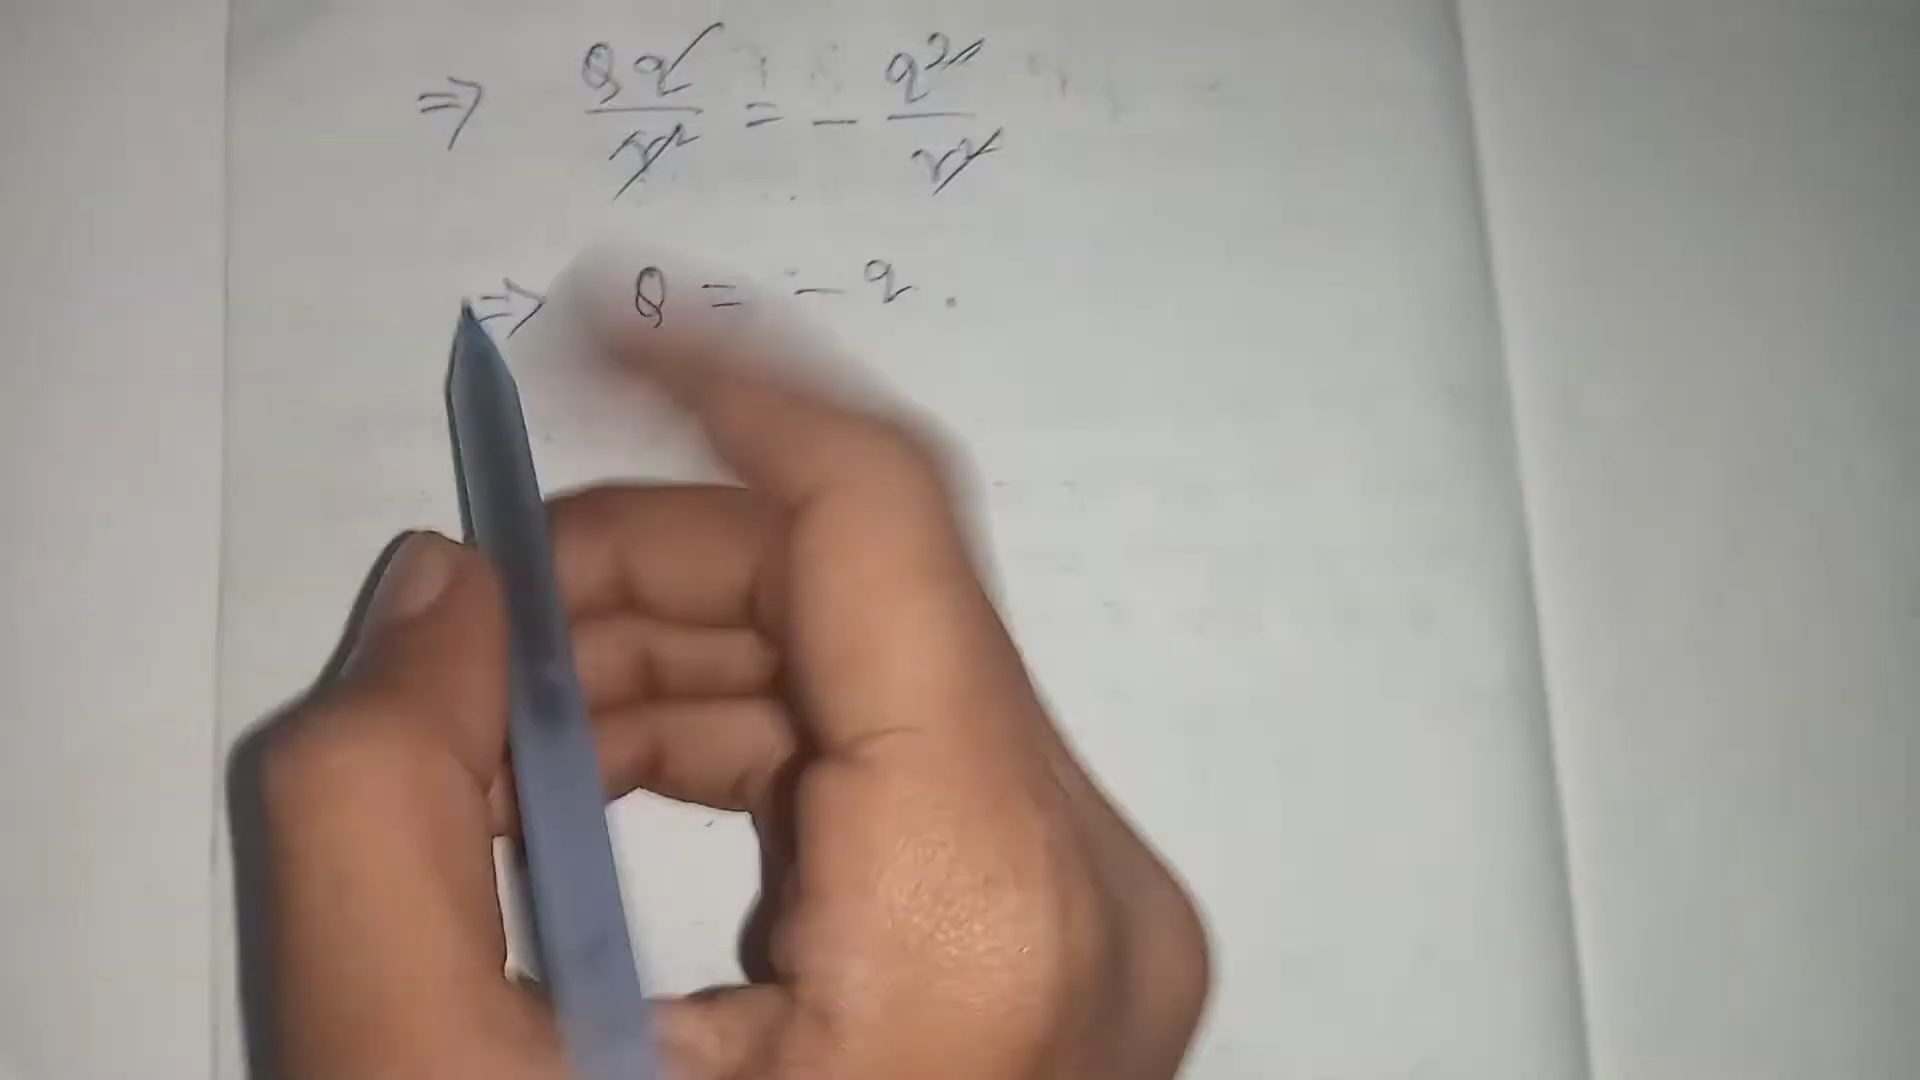 ⇒ Qq/r² = - q²/r²
⇒ Q = - q.